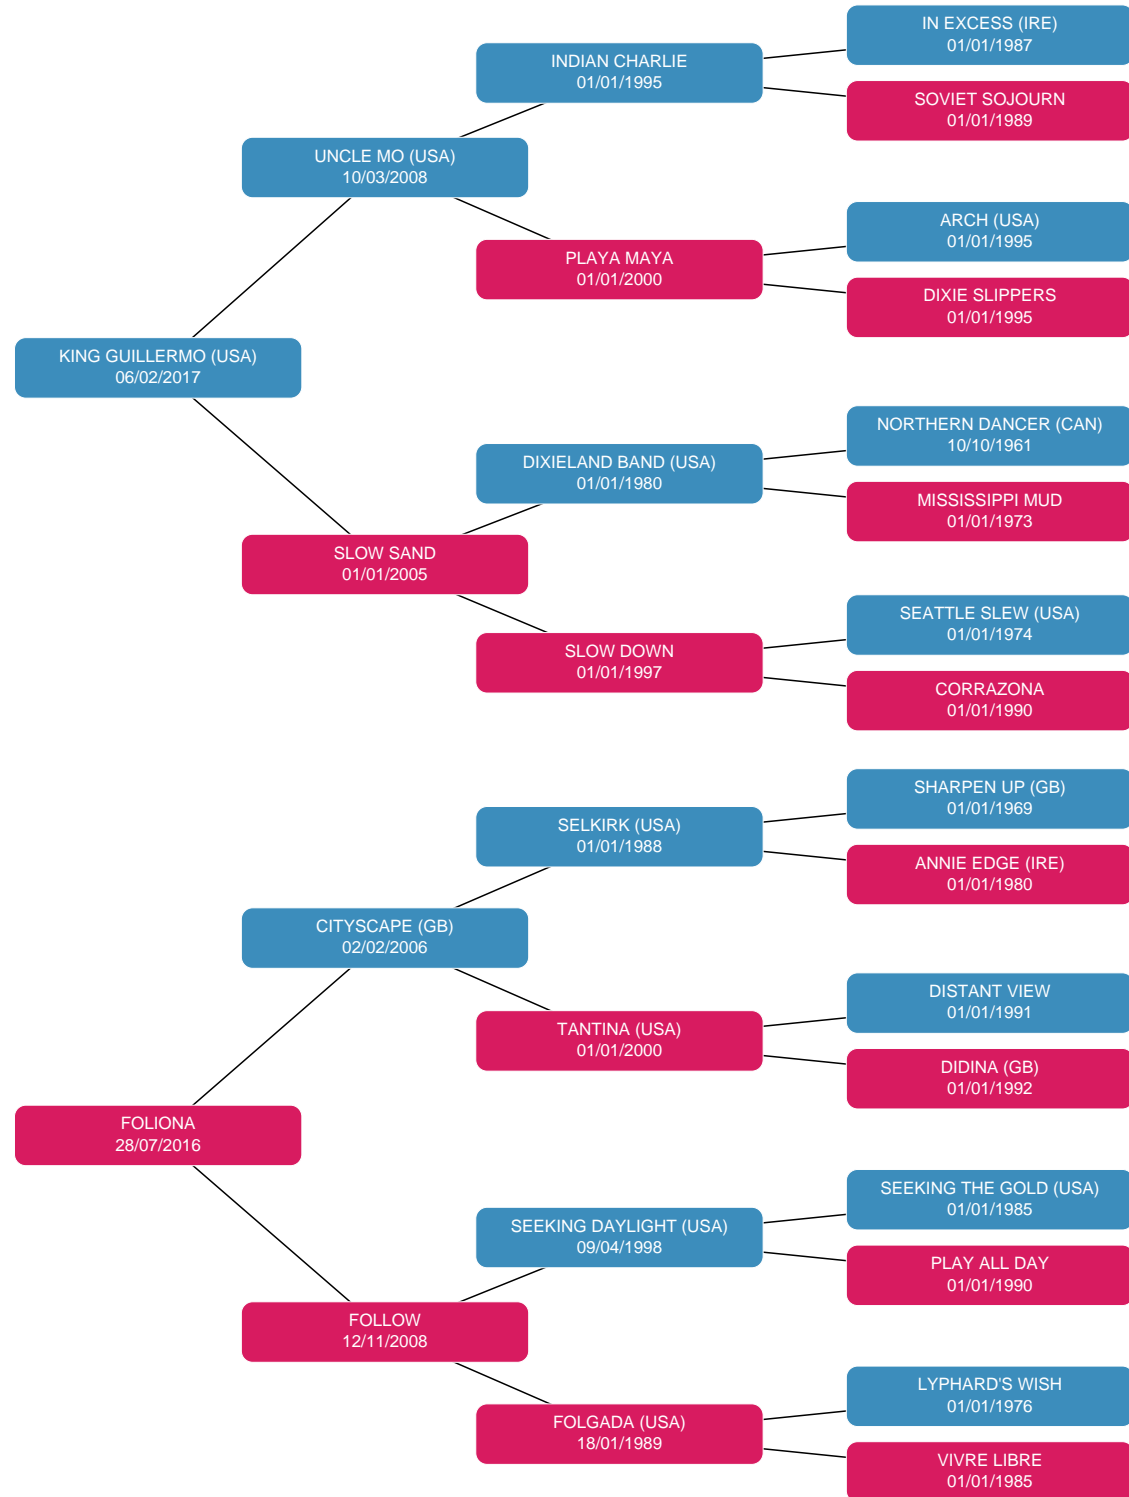 IN EXCESS (IRE)
01/01/1987
INDIAN CHARLIE
01/01/1995
SOVIET SOJOURN
01/01/1989
UNCLE MO (USA)
10/03/2008
ARCH (USA)
01/01/1995
PLAYA MAYA
01/01/2000
DIXIE SLIPPERS
01/01/1995
KING GUILLERMO (USA)
06/02/2017
NORTHERN DANCER (CAN)
10/10/1961
DIXIELAND BAND (USA)
01/01/1980
MISSISSIPPI MUD
01/01/1973
SLOW SAND
01/01/2005
SEATTLE SLEW (USA)
01/01/1974
SLOW DOWN
01/01/1997
CORRAZONA
01/01/1990
SHARPEN UP (GB)
01/01/1969
SELKIRK (USA)
01/01/1988
ANNIE EDGE (IRE)
01/01/1980
CITYSCAPE (GB)
02/02/2006
DISTANT VIEW
01/01/1991
TANTINA (USA)
01/01/2000
DIDINA (GB)
01/01/1992
FOLIONA
28/07/2016
SEEKING THE GOLD (USA)
01/01/1985
SEEKING DAYLIGHT (USA)
09/04/1998
PLAY ALL DAY
01/01/1990
FOLLOW
12/11/2008
LYPHARD'S WISH
01/01/1976
FOLGADA (USA)
18/01/1989
VIVRE LIBRE
01/01/1985